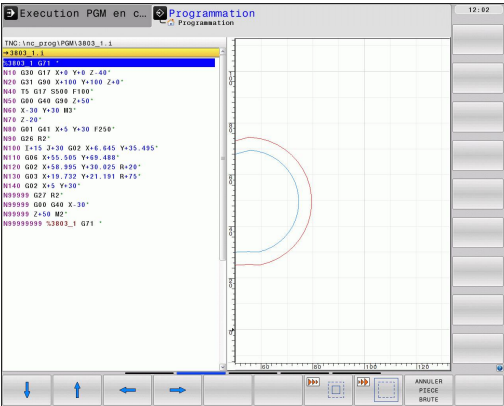 Execution PGM en c...
Programmation
Programmation
12:02
TNC:\nc_prog\PGM\3803_1.i
→3803_1.i
%3803_1 G71 *
N10 G30 G17 X+0 Y+0 Z-40*
N20 G31 G90 X+100 Y+100 Z+0*
N40 T5 G17 S500 F100*
N50 G00 G40 G90 Z+50*
N60 X-30 Y+30 M3*
N70 Z-20*
N80 G01 G41 X+5 Y+30 F250*
N90 G26 R2*
N100 I+15 J+30 G02 X+6.645 Y+35.495*
N110 G06 X+55.505 Y+69.488*
N120 G02 X+58.995 Y+30.025 R+20*
N130 G03 X+19.732 Y+21.191 R+75*
N140 G02 X+5 Y+30*
N99999 G27 R2*
N99999 G00 G40 X-30*
N99999 Z+50 M2*
N99999999 %3803_1 G71 *
60 80 100 120
ANNULER
PIECE
BRUTE